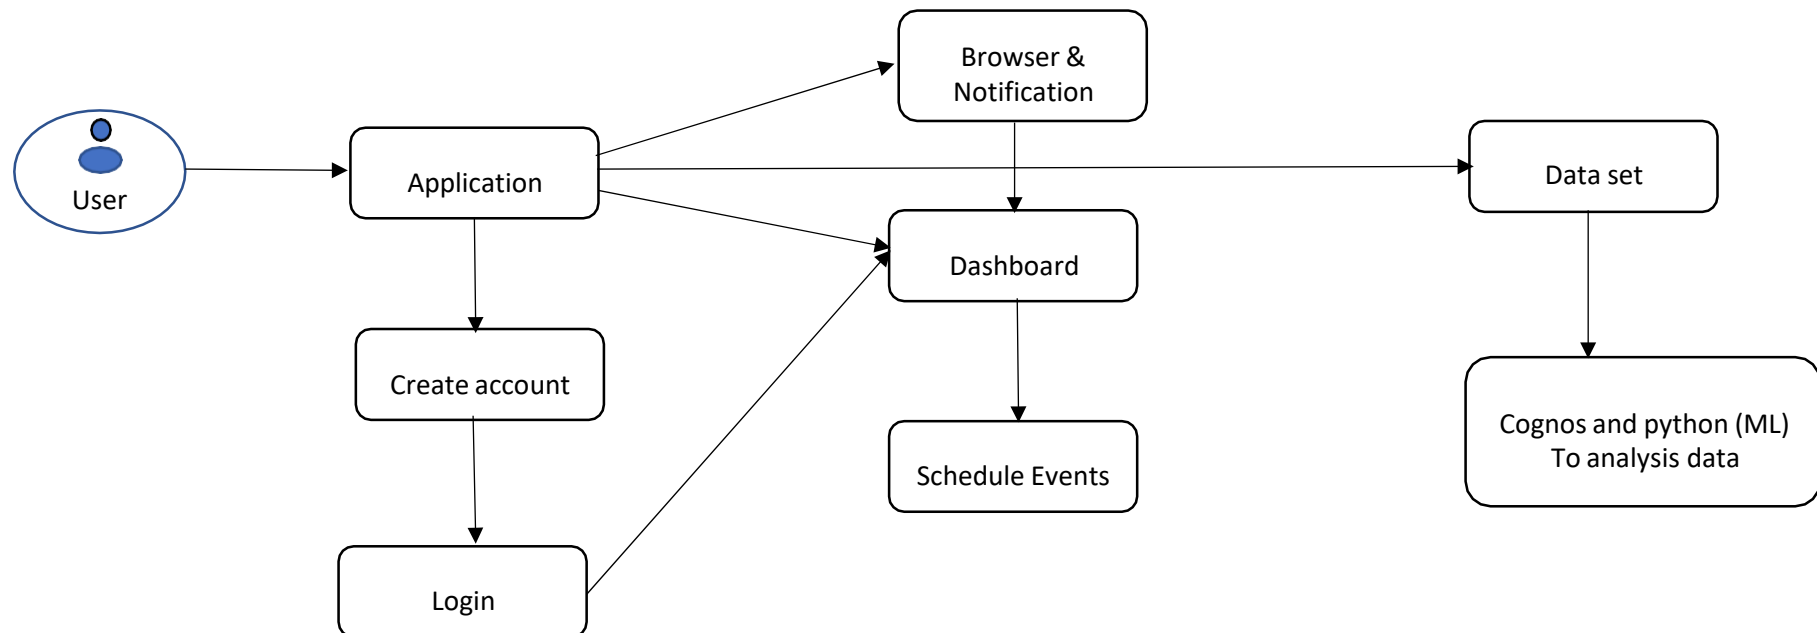 Browser &
Notification
User
Application
Data set
Dashboard
Create account
Schedule Events
Cognos and python (ML)
To analysis data
Login